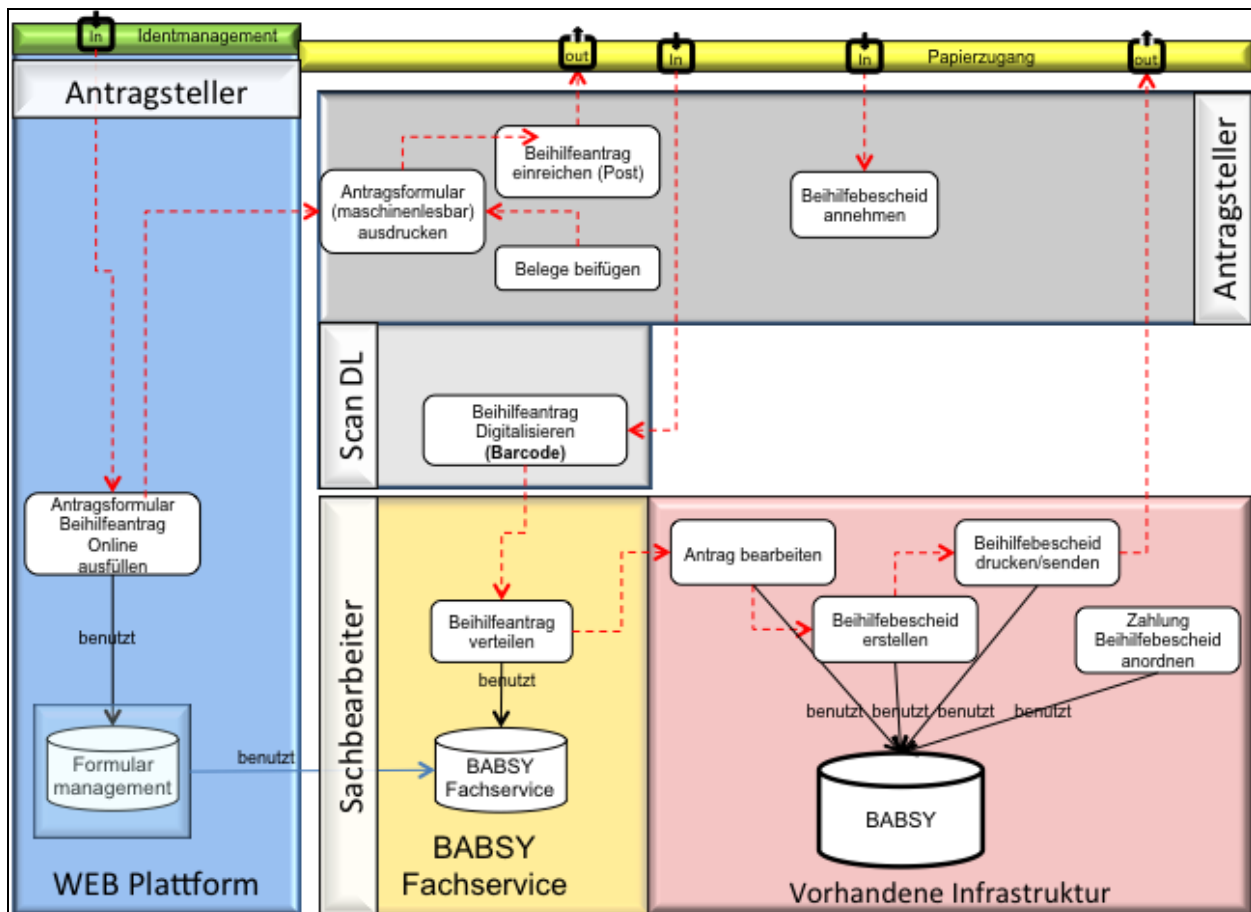 In
Identmanagement
out
In
In
Papierzugang
out
Antragsteller
Antragsteller
Beihilfeantrag
einreichen (Post)
Antragsformular
(maschinenlesbar)
ausdrucken
Belege beifügen
Beihilfebescheid
annehmen
Scan DL
Beihilfeantrag
Digitalisieren
(Barcode)
Antragsformular
Beihilfeantrag
Online
ausfüllen
benutzt
Formular
management
benutzt
WEB Plattform
Sachbearbeiter
Beihilfeantrag
verteilen
benutzt
BABSY
Fachservice
BABSY
Fachservice
Antrag bearbeiten
Beihilfebescheid
drucken/senden
Beihilfebescheid
erstellen
Zahlung
Beihilfebescheid
anordnen
benutzt
benutzt
benutzt
benutzt
BABSY
Vorhandene Infrastruktur